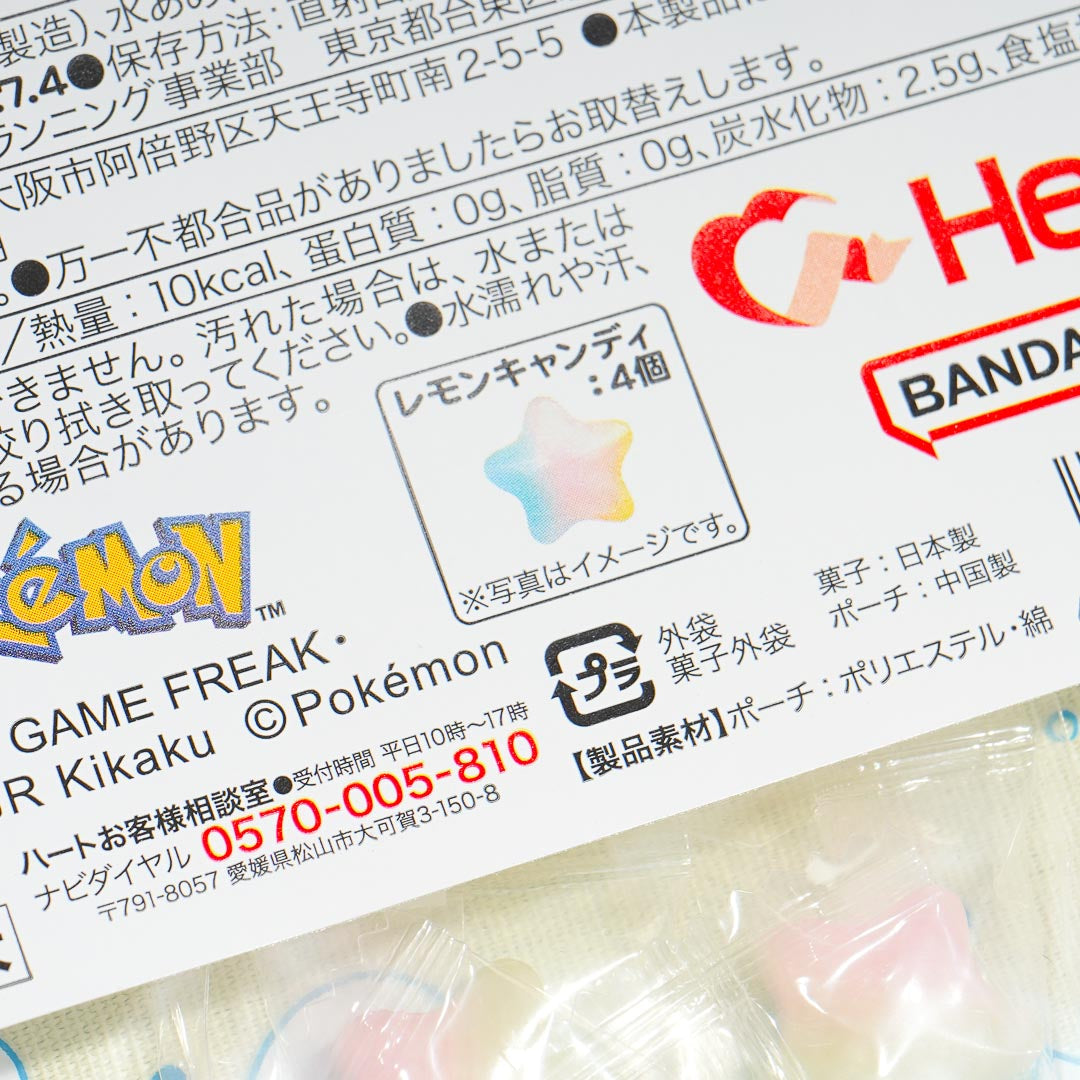 製造)、水あめ、
7.4●保存方法:直射日
ランニング事業部 東京都台東区
大阪市阿倍野区天王寺町南2-5-5 ●本製品に
●万一不都合品がありましたらお取替えします。
/熱量:10kcal、蛋白質:0g、脂質:0g、炭水化物:2.5g、食塩
きません。汚れた場合は、水または
絞り拭き取ってください。●水濡れや汗、
る場合があります。
He
BANDA
レモンキャンディ
:4個
※写真はイメージです。
Pokémon™
GAME FREAK・
JR Kikaku ©Pokémon
プラ
外袋
菓子外袋
菓子:日本製
ポーチ:中国製
【製品素材】ポーチ:ポリエステル・綿
ハートお客様相談室●受付時間 平日10時~17時
ナビダイヤル 0570-005-810
〒791-8057 愛媛県松山市大可賀3-150-8